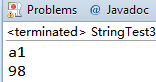 Problems @ Javadoc
<terminated> StringTest3
a1
98